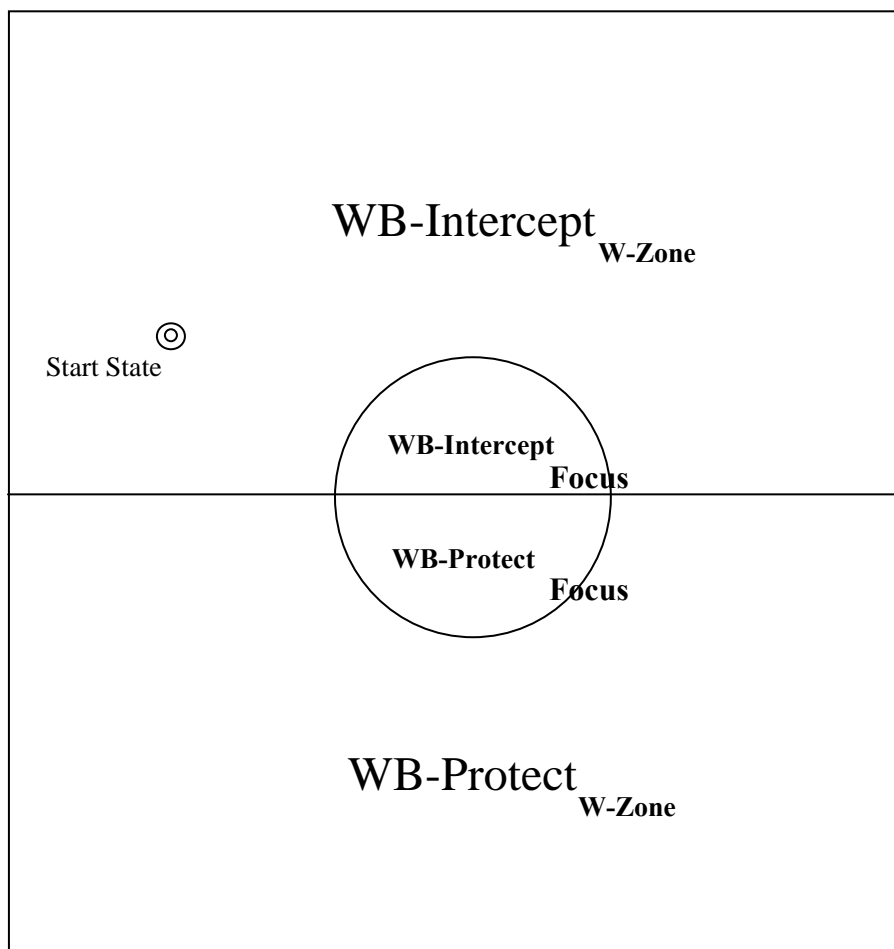 WB-Intercept
W-Zone
Start State
WB-Intercept
Focus
WB-Protect
Focus
WB-Protect
W-Zone